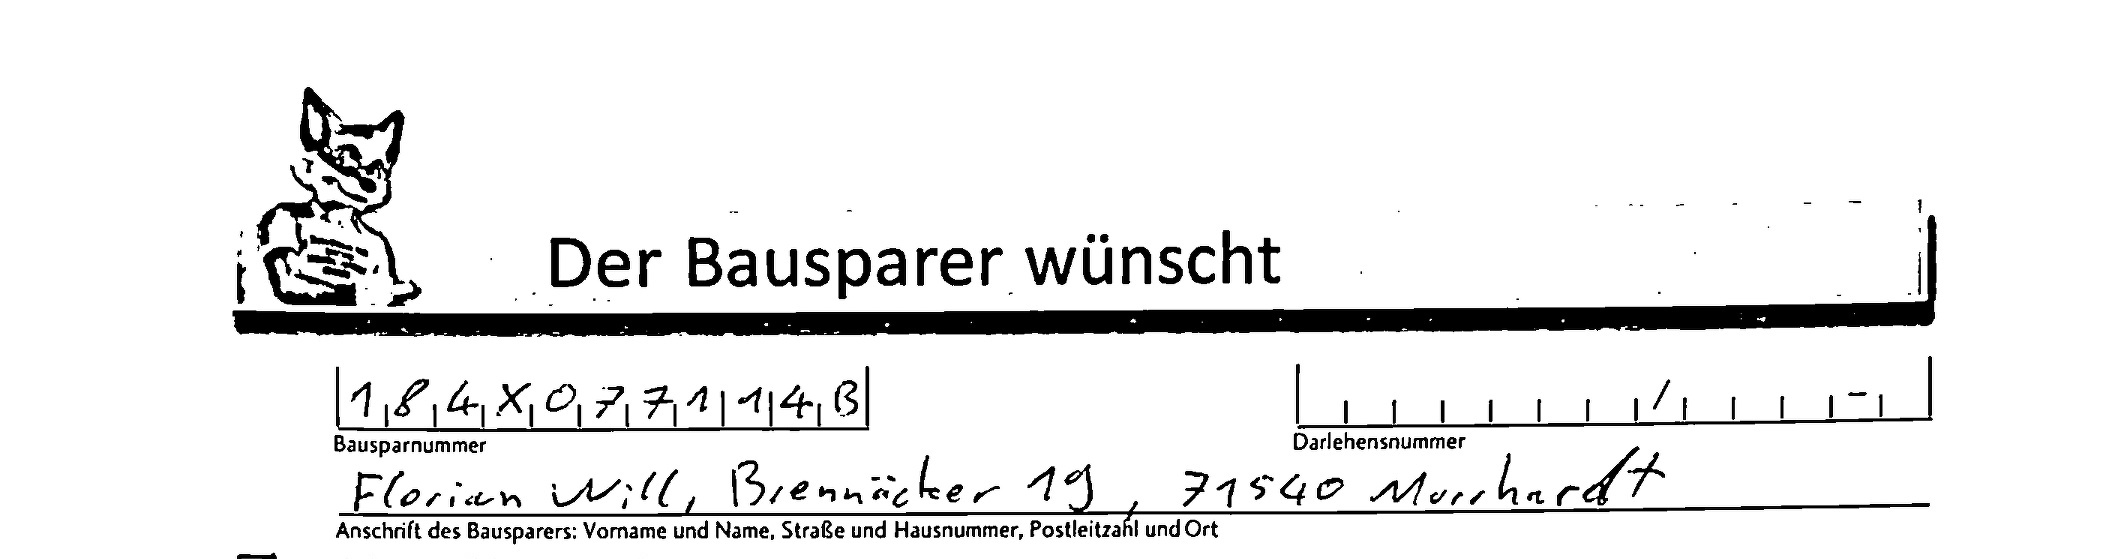 Der Bausparer wünscht
184X077114B
/ -
Bausparnummer
Darlehensnummer
Florian Will, Brennäcker 19, 71540 Murrhardt
Anschrift des Bausparers: Vorname und Name, Straße und Hausnummer, Postleitzahl und Ort